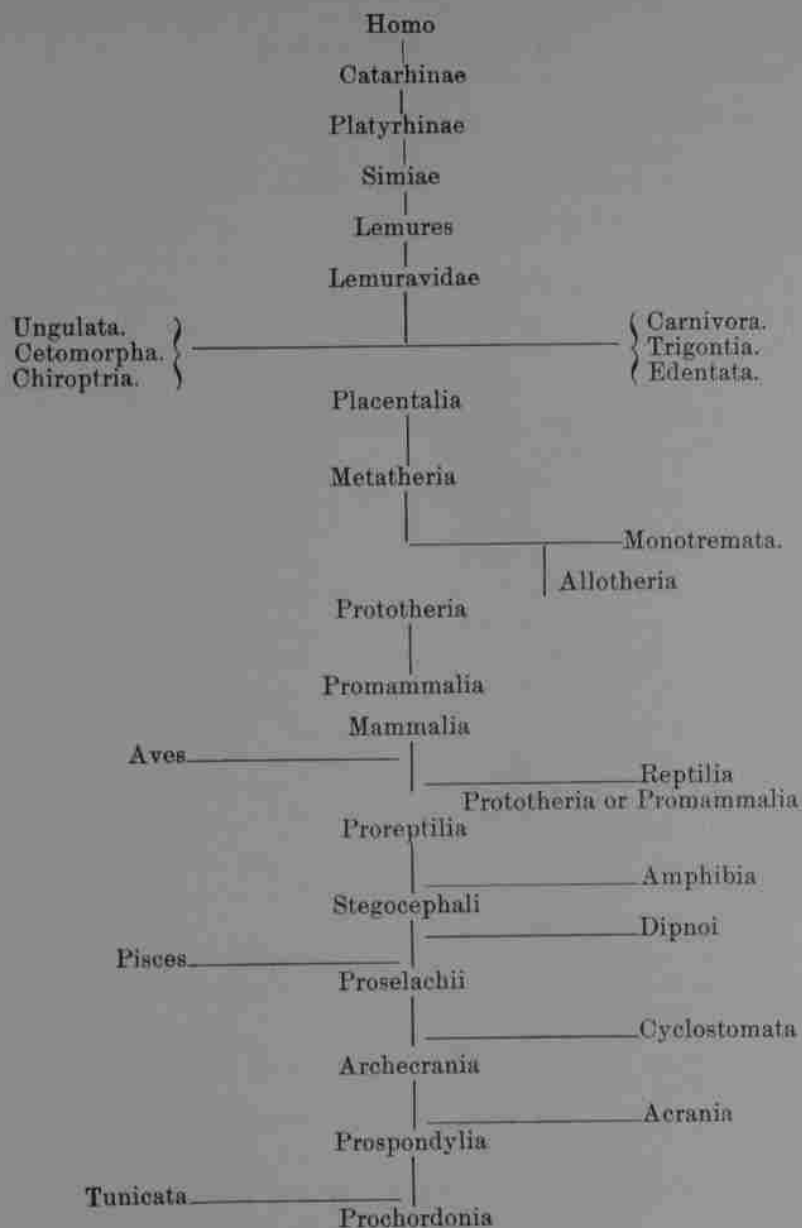 Homo
Catarhinae
Platyrhinae
Simiae
Lemures
Lemuravidae
Ungulata.
Cetomorpha.
Chiroptria.
Carnivora.
Trigontia.
Edentata.
Placentalia
Metatheria
Monotremata.
Allotheria
Prototheria
Promammalia
Mammalia
Aves
Reptilia
Prototheria or Promammalia
Proreptilia
Amphibia
Stegocephali
Dipnoi
Pisces
Proselachii
Cyclostomata
Archecrania
Acrania
Prospondylia
Tunicata
Prochordonia